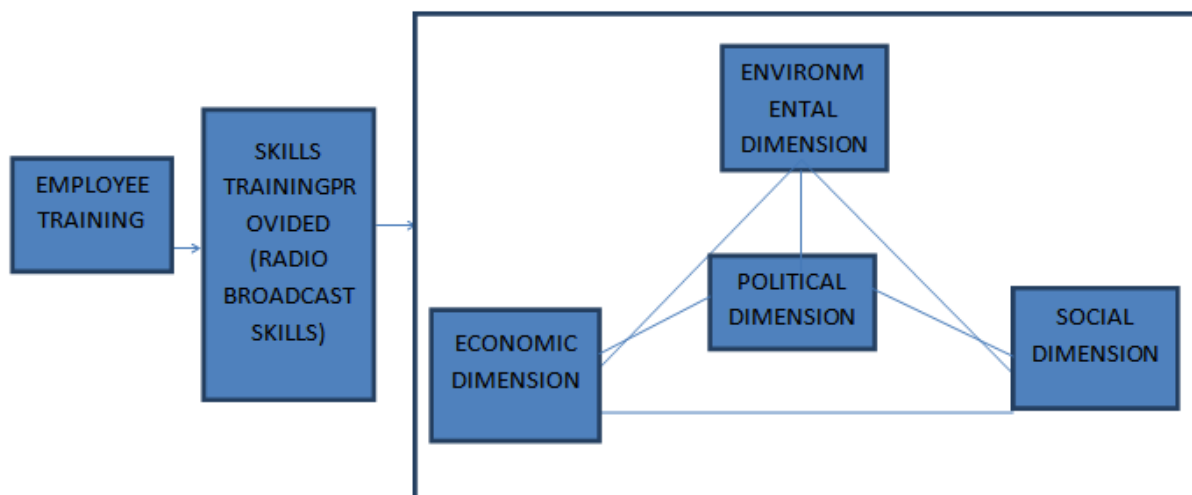 EMPLOYEE
TRAINING
SKILLS
TRAININGPR
OVIDED
(RADIO
BROADCAST
SKILLS)
ENVIRONM
ENTAL
DIMENSION
POLITICAL
DIMENSION
ECONOMIC
DIMENSION
SOCIAL
DIMENSION